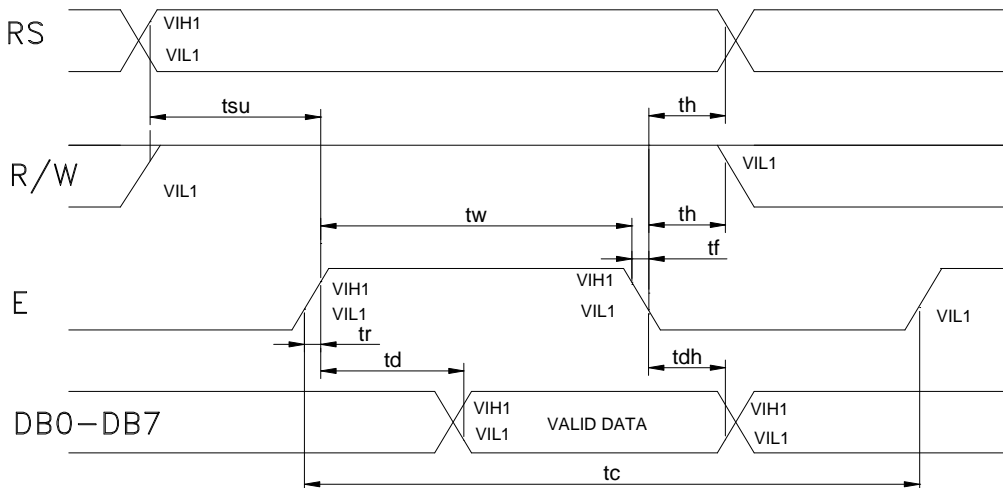 RS
VIH1
VIL1
tsu
th
R/W
VIL1
VIL1
tw
th
tf
E
VIH1
VIL1
VIH1
VIL1
VIL1
tr
td
tdh
DB0-DB7
VIH1
VIL1
VALID DATA
VIH1
VIL1
tc